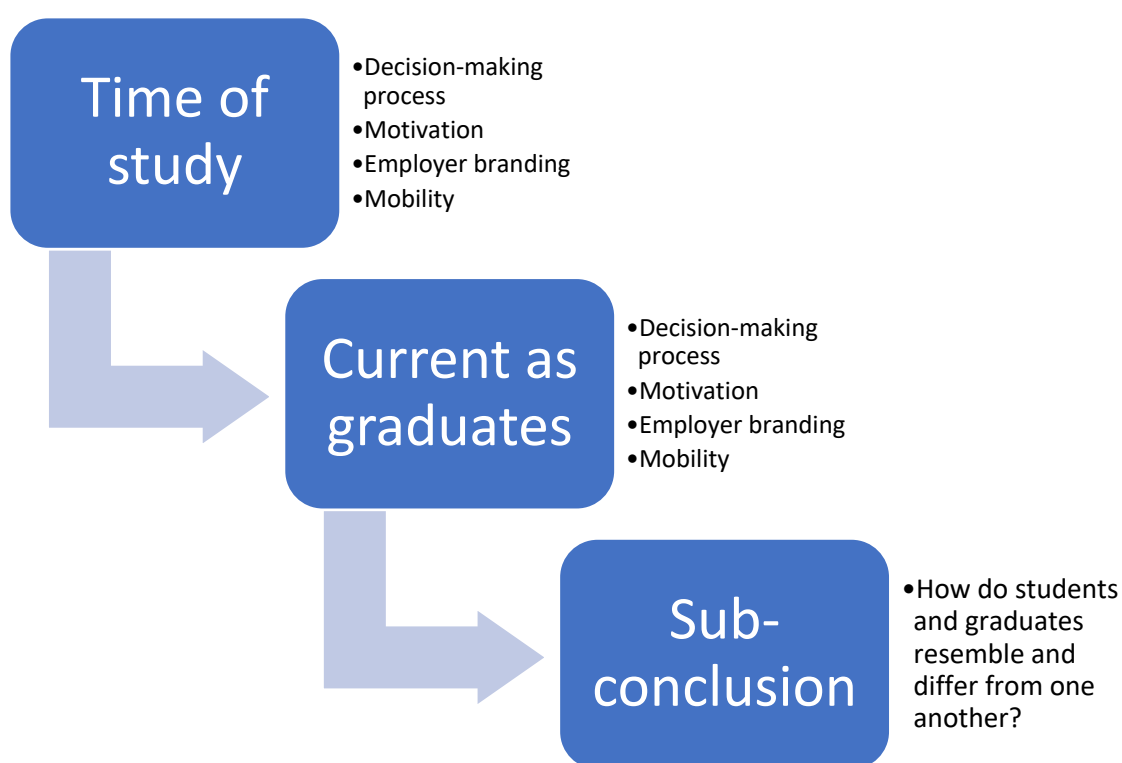 Time of
study
•Decision-making
process
•Motivation
•Employer branding
•Mobility
Current as
graduates
•Decision-making
process
•Motivation
•Employer branding
•Mobility
Sub-
conclusion
•How do students
and graduates
resemble and
differ from one
another?